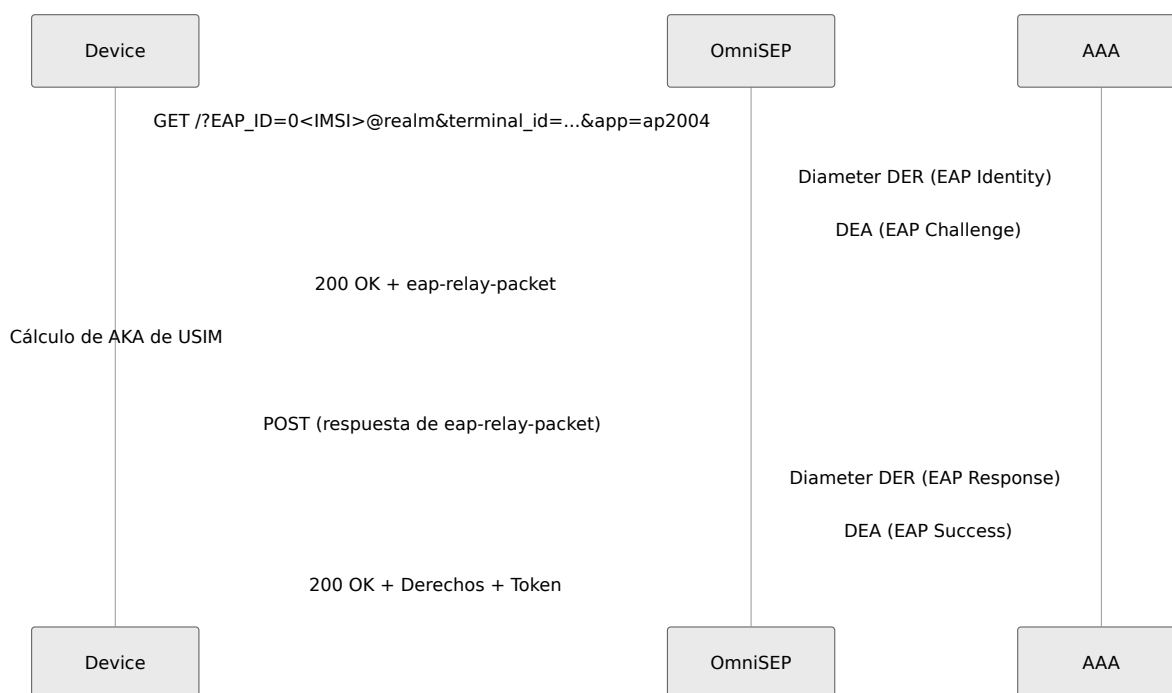 Device
OmniSEP
AAA
GET /?EAP_ID=0<IMSI>@realm&terminal_id=...&app=ap2004
Diameter DER (EAP Identity)
DEA (EAP Challenge)
200 OK + eap-relay-packet
Cálculo de AKA de USIM
POST (respuesta de eap-relay-packet)
Diameter DER (EAP Response)
DEA (EAP Success)
200 OK + Derechos + Token
Device
OmniSEP
AAA